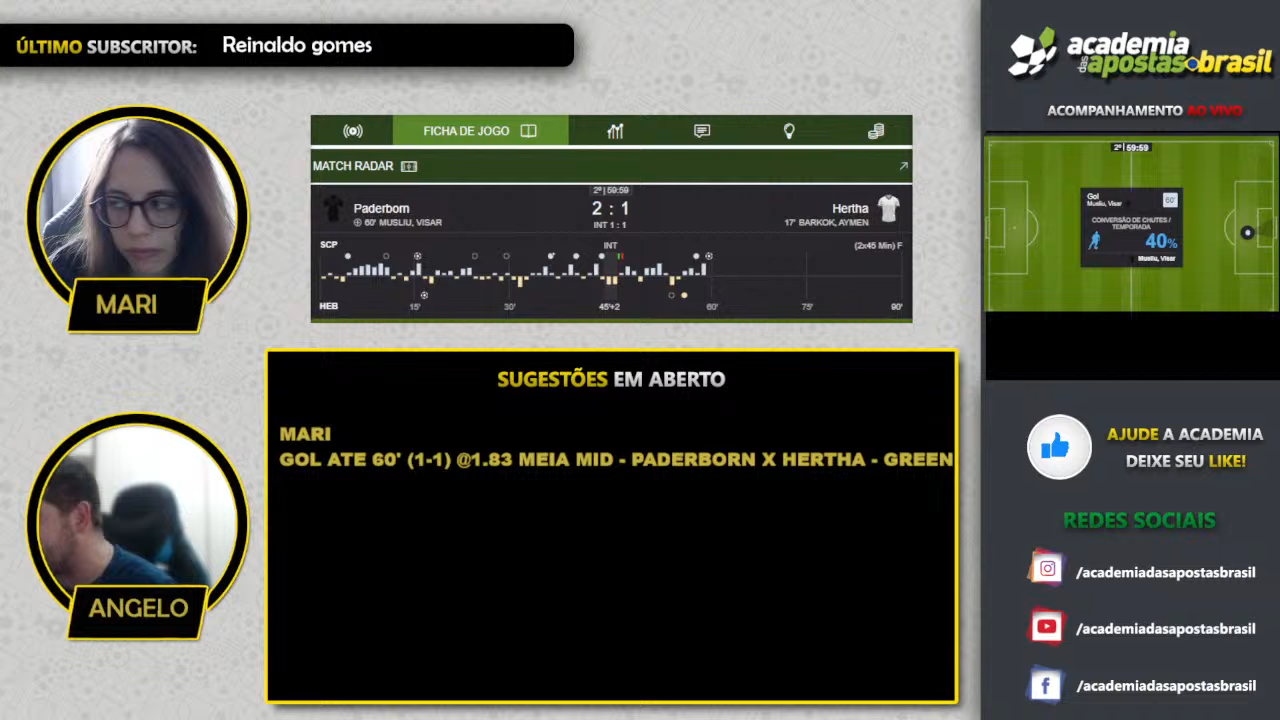 ÚLTIMO SUBSCRITOR: Reinaldo gomes
MARI
ANGELO
FICHA DE JOGO
MATCH RADAR
2º | 59:59
Paderborn 2 : 1 Hertha
60' MUSLIU, VISAR INT 1 : 1 17' BARKOK, AYMEN
SCP INT (2x45 Min) F
HEB 15' 30' 45'+2 60' 75' 90'
SUGESTÕES EM ABERTO
MARI
GOL ATE 60' (1-1) @1.83 MEIA MID - PADERBORN X HERTHA - GREEN
academia
das apostas brasil
ACOMPANHAMENTO AO VIVO
2º | 59:59
Gol 60'
Musliu, Visar
CONVERSÃO DE CHUTES /
TEMPORADA
40%
Musliu, Visar
AJUDE A ACADEMIA
DEIXE SEU LIKE!
REDES SOCIAIS
/academiadasapostasbrasil
/academiadasapostasbrasil
/academiadasapostasbrasil